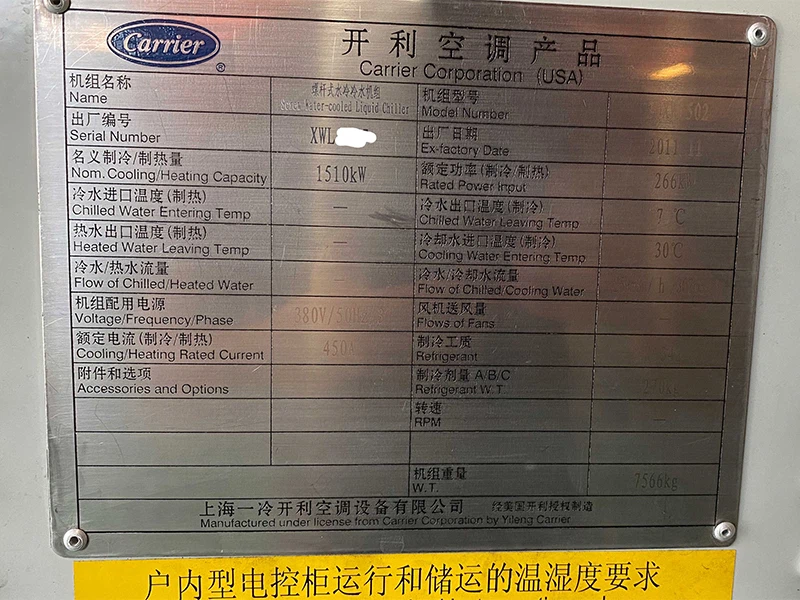 Carrier
®
开利空调产品
Carrier Corporation (USA)
机组名称
Name
螺杆式水冷冷水机组
Screw Water-cooled Liquid Chiller
机组型号
Model Number
502
出厂编号
Serial Number
XWL
出厂日期
Ex-factory Date
2011 11
名义制冷/制热量
Nom. Cooling/Heating Capacity
1510kW
额定功率(制冷/制热)
Rated Power Input
266kW
冷水进口温度(制热)
Chilled Water Entering Temp
—
冷水出口温度(制冷)
Chilled Water Leaving Temp
7 ℃
热水出口温度(制热)
Heated Water Leaving Temp
—
冷却水进口温度(制冷)
Cooling Water Entering Temp
30℃
冷水/热水流量
Flow of Chilled/Heated Water
冷水/冷却水流量
Flow of Chilled/Cooling Water
机组配用电源
Voltage/Frequency/Phase
380V/50Hz
风机送风量
Flows of Fans
—
额定电流(制冷/制热)
Cooling/Heating Rated Current
450A
制冷工质
Refrigerant
附件和选项
Accessories and Options
制冷剂量 A/B/C
Refrigerant W.T.
转速
RPM
—
机组重量
W.T.
7566kg
上海一冷开利空调设备有限公司 经美国开利授权制造
Manufactured under license from Carrier Corporation by Yileng Carrier
户内型电控柜运行和储运的温湿度要求